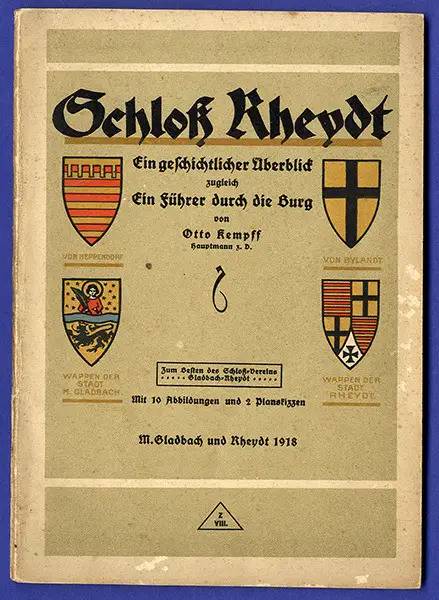 Schloß Rheydt
Ein geschichtlicher Überblick
zugleich
Ein Führer durch die Burg
von
Otto Kempff
Hauptmann z. D.
VON HEPPENDORF
VON BYLANDT
WAPPEN DER
STADT
M. GLADBACH.
WAPPEN DER
STADT
RHEYDT.
Zum Besten des Schloß-Vereins
Gladbach-Rheydt
Mit 10 Abbildungen und 2 Planskizzen
M. Gladbach und Rheydt 1918
Z
VIII.